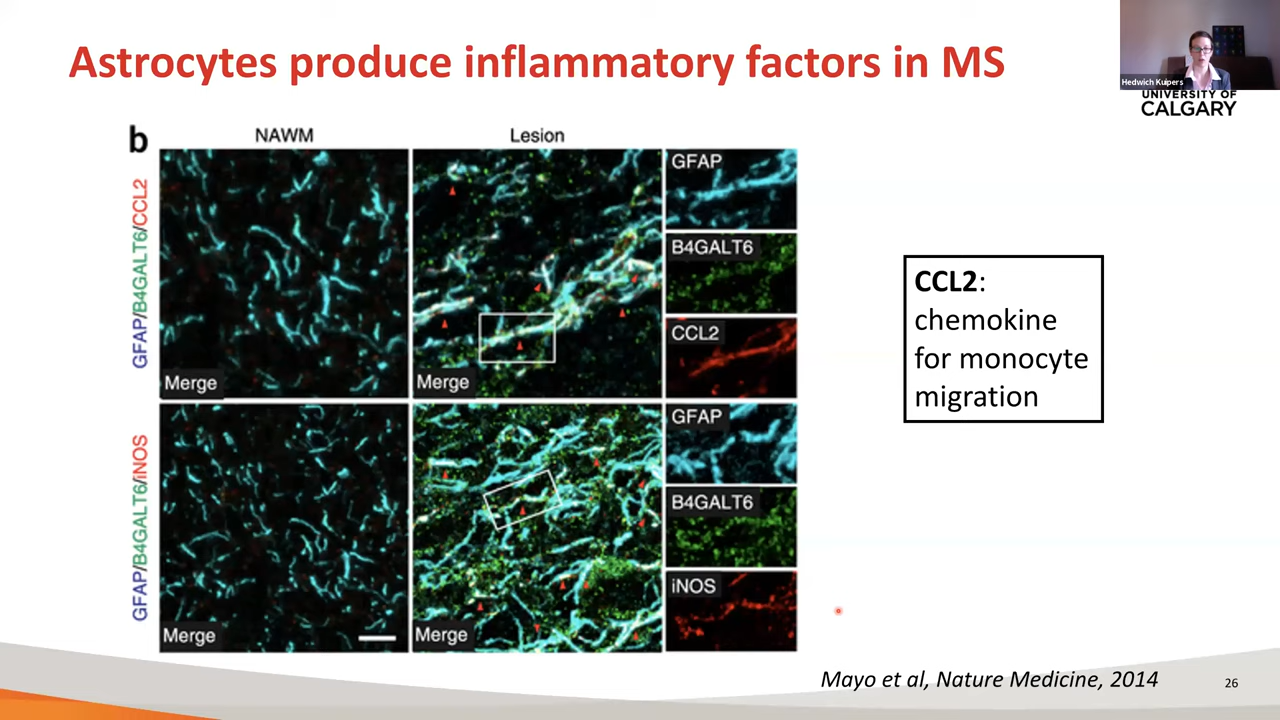 Astrocytes produce inflammatory factors in MS
Hedwich Kuipers
UNIVERSITY OF
CALGARY
b
NAWM
Lesion
GFAP/B4GALT6/CCL2
Merge
Merge
GFAP
B4GALT6
CCL2
GFAP/B4GALT6/iNOS
Merge
Merge
GFAP
B4GALT6
iNOS
CCL2:
chemokine
for monocyte
migration
Mayo et al, Nature Medicine, 2014
26